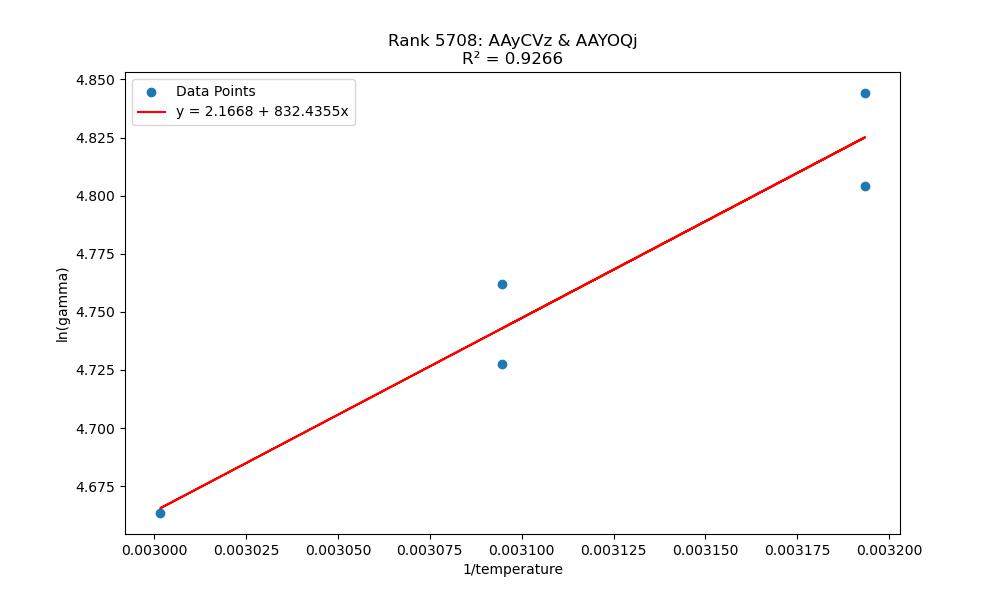 Rank 5708: AAyCVz & AAYOQj
R² = 0.9266
Data Points
y = 2.1668 + 832.4355x
4.850
4.825
4.800
4.775
4.750
4.725
4.700
4.675
ln(gamma)
0.003000 0.003025 0.003050 0.003075 0.003100 0.003125 0.003150 0.003175 0.003200
1/temperature